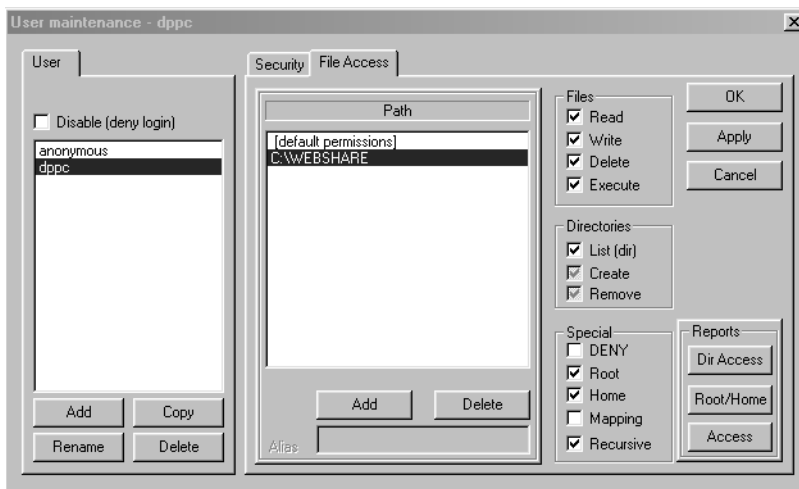 User maintenance - dppc
User
Disable (deny login)
anonymous
dppc
Add
Copy
Rename
Delete
Security
File Access
Path
[default permissions]
C:\WEBSHARE
Add
Delete
Alias
Files
Read
Write
Delete
Execute
Directories
List (dir)
Create
Remove
Special
DENY
Root
Home
Mapping
Recursive
OK
Apply
Cancel
Reports
Dir Access
Root/Home
Access